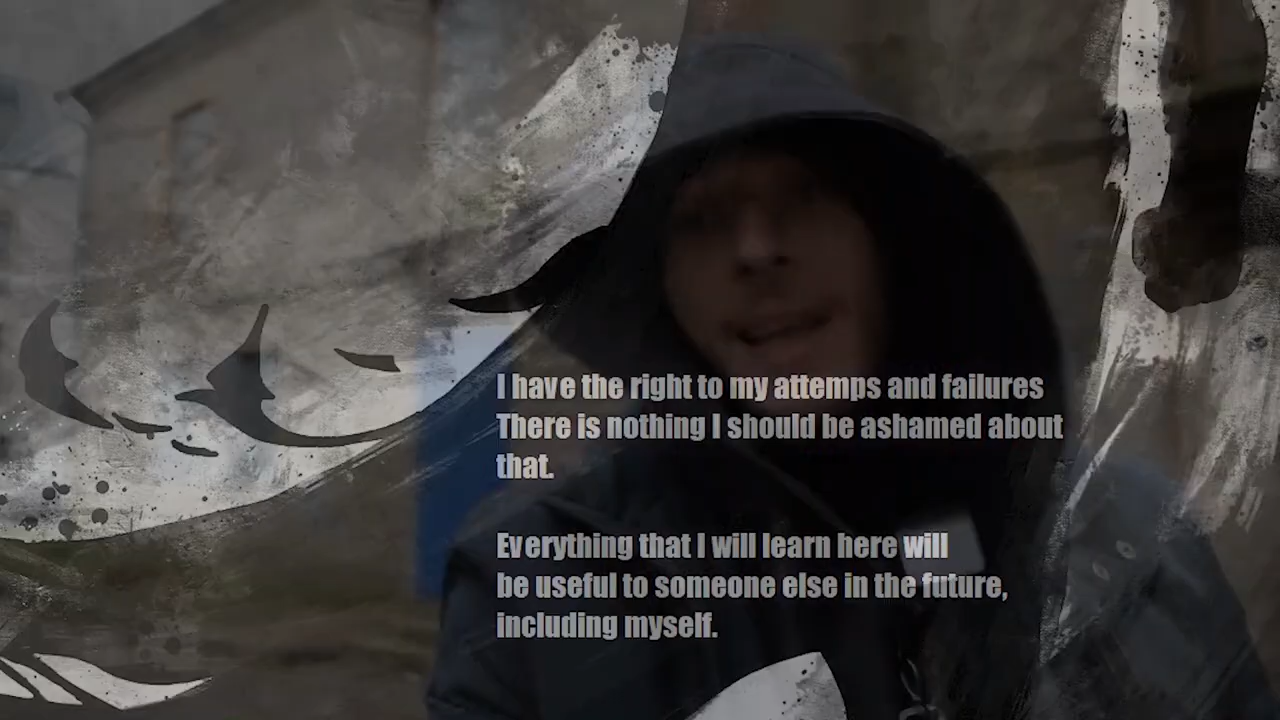 I have the right to my attemps and failures
There is nothing I should be ashamed about
that.
Everything that I will learn here will
be useful to someone else in the future,
including myself.